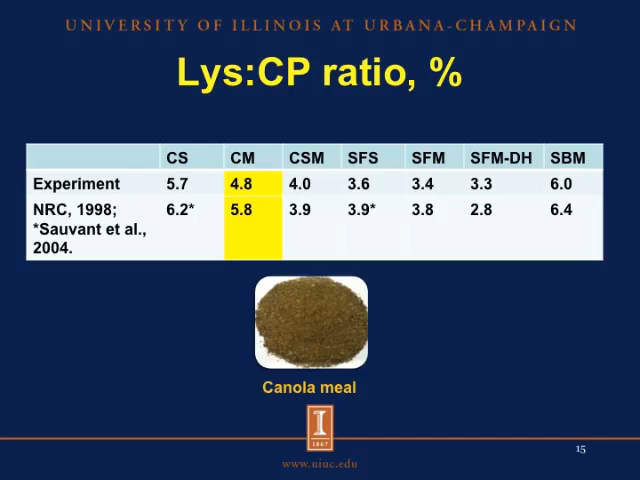 UNIVERSITY OF ILLINOIS AT URBANA-CHAMPAIGN
Lys:CP ratio, %
CS CM CSM SFS SFM SFM-DH SBM
Experiment 5.7 4.8 4.0 3.6 3.4 3.3 6.0
NRC, 1998; 6.2* 5.8 3.9 3.9* 3.8 2.8 6.4
*Sauvant et al.,
2004.
Canola meal
I
1867
15
www.uiuc.edu